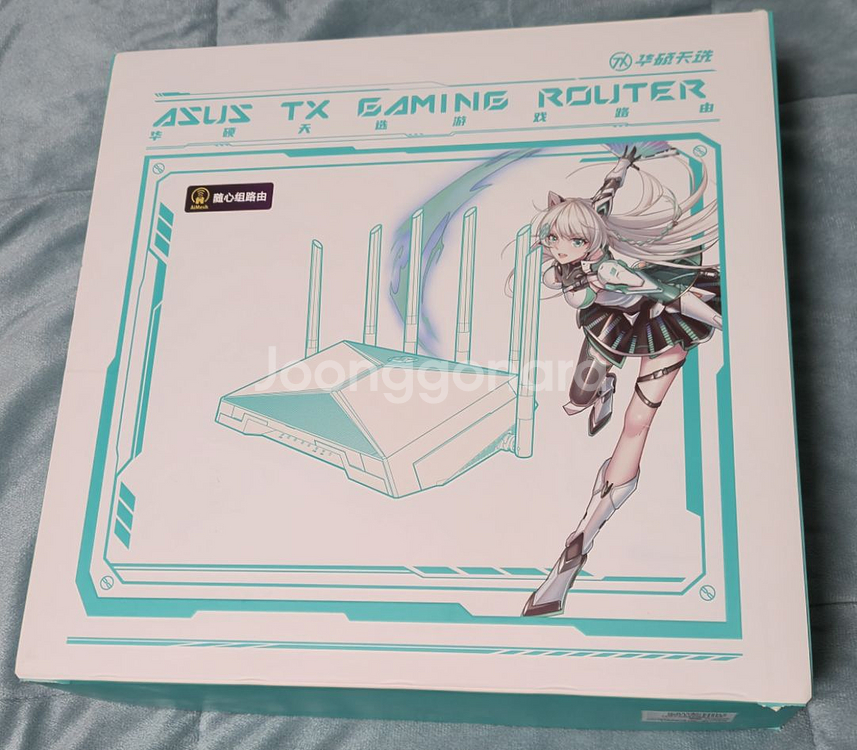 TX 华硕天选
ASUS TX GAMING ROUTER
华硕天选游戏路由
AiMesh 随心组路由
Joonggonara